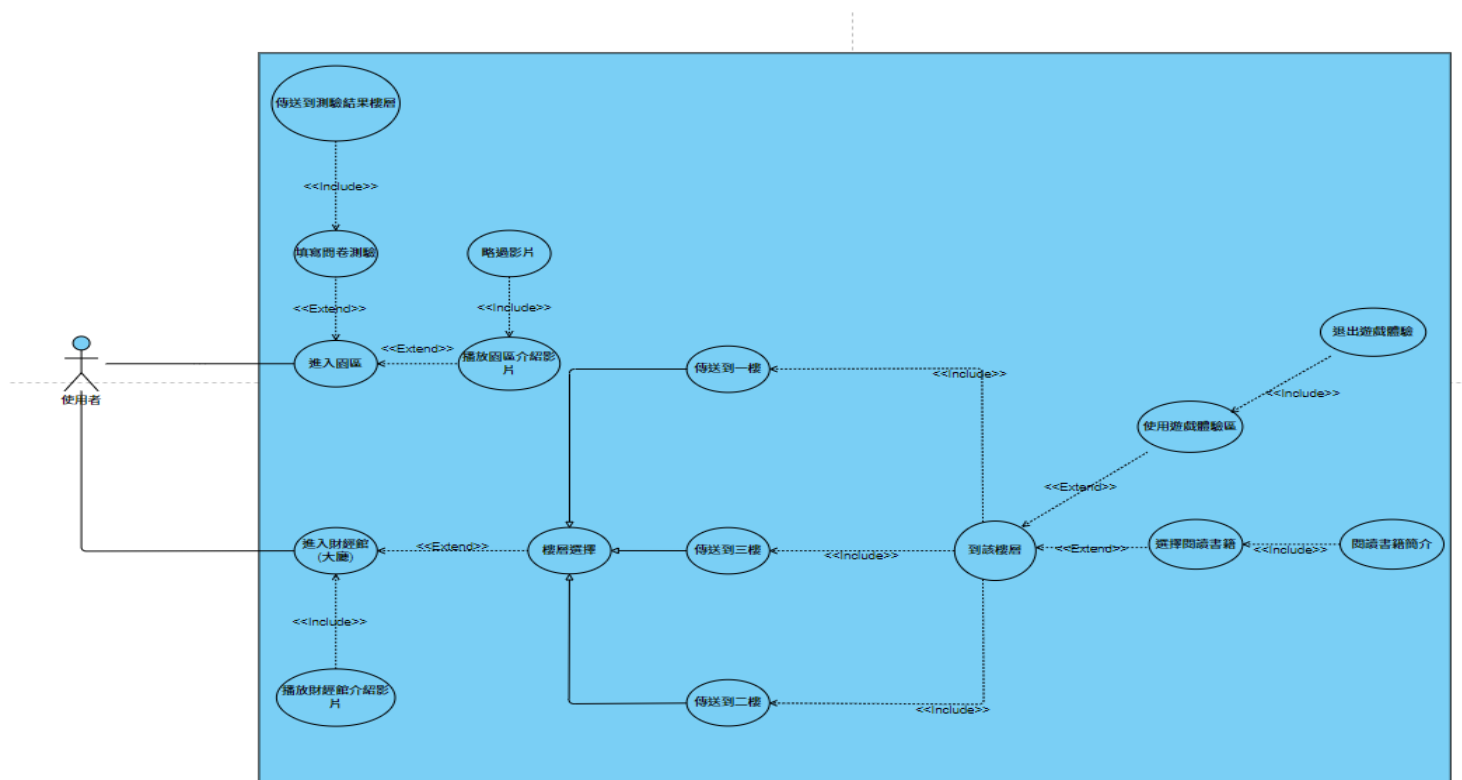 傳送到測驗結果樓層
<<Include>>
填寫問卷測驗
略過影片
<<Extend>>
<<Include>>
退出遊戲體驗
進入園區
<<Extend>>
播放園區介紹影
片
傳送到一樓
<<Include>>
<<Include>>
使用者
使用遊戲體驗區
<<Extend>>
進入財經館
(大廳)
<<Extend>>
樓層選擇
傳送到三樓
<<Include>>
到該樓層
<<Extend>>
選擇閱讀書籍
<<Include>>
閱讀書籍簡介
<<Include>>
播放財經館介紹影
片
傳送到二樓
<<Include>>